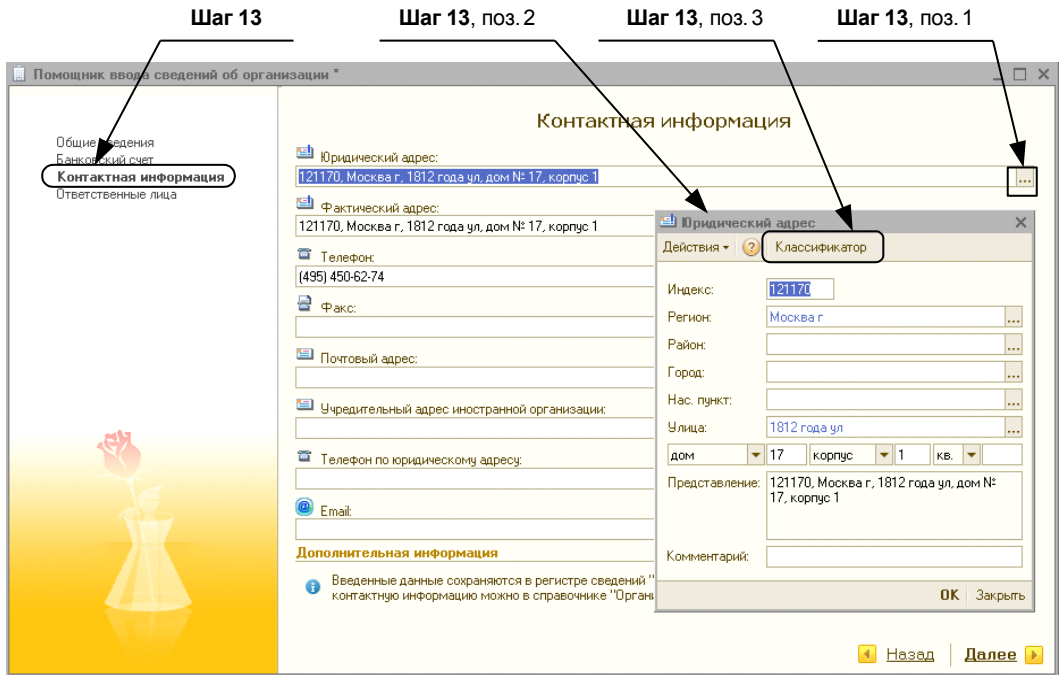 Шаг 13
Шаг 13, поз. 2
Шаг 13, поз. 3
Шаг 13, поз. 1
Помощник ввода сведений об организации *
Общие сведения
Банковский счет
Контактная информация
Ответственные лица
Контактная информация
Юридический адрес:
121170, Москва г, 1812 года ул, дом № 17, корпус 1
...
Фактический адрес:
121170, Москва г, 1812 года ул, дом № 17, корпус 1
Телефон:
(495) 450-62-74
Факс:
Почтовый адрес:
Учредительный адрес иностранной организации:
Телефон по юридическому адресу:
Email:
Дополнительная информация
Введенные данные сохраняются в регистре сведений "
контактную информацию можно в справочнике "Органи
Юридический адрес
Действия
? Классификатор
Индекс: 121170
Регион: Москва г ...
Район: ...
Город: ...
Нас. пункт: ...
Улица: 1812 года ул ...
дом 17 корпус 1 кв.
Представление: 121170, Москва г, 1812 года ул, дом №
17, корпус 1
Комментарий:
OK Закрыть
Назад Далее